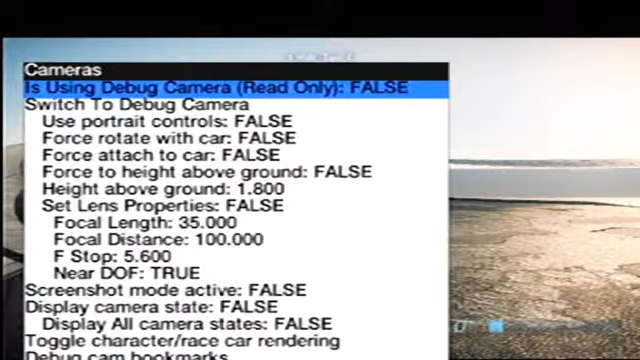 Cameras
Is Using Debug Camera (Read Only): FALSE
Switch To Debug Camera
Use portrait controls: FALSE
Force rotate with car: FALSE
Force attach to car: FALSE
Force to height above ground: FALSE
Height above ground: 1.800
Set Lens Properties: FALSE
Focal Length: 35.000
Focal Distance: 100.000
F Stop: 5.600
Near DOF: TRUE
Screenshot mode active: FALSE
Display camera state: FALSE
Display All camera states: FALSE
Toggle character/race car rendering
Debug cam bookmarks